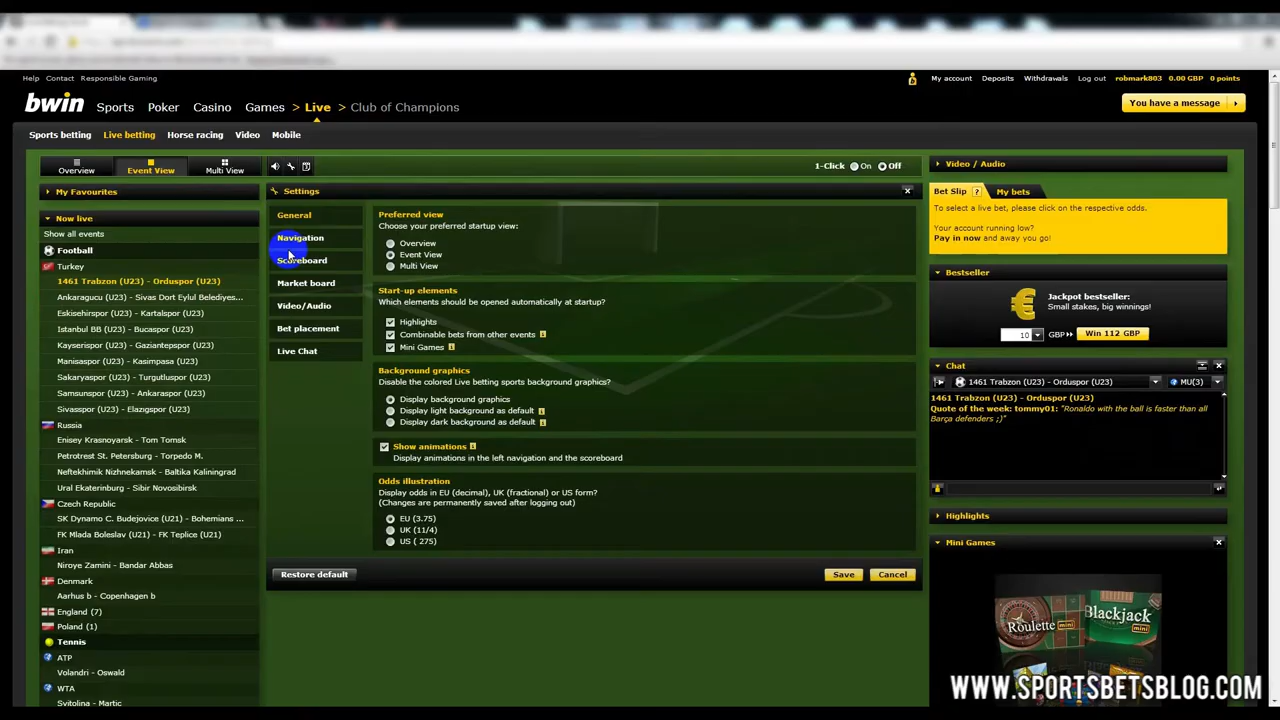 Help Contact Responsible Gaming
My account Deposits Withdrawals Log out robmark803 0.00 GBP 0 points
bwin Sports Poker Casino Games > Live > Club of Champions
You have a message
Sports betting Live betting Horse racing Video Mobile
Overview Event View Multi View
1-Click On Off
My Favourites
Now live
Show all events
Football
Turkey
1461 Trabzon (U23) - Orduspor (U23)
Ankaragucu (U23) - Sivas Dort Eylul Belediyes...
Eskisehirspor (U23) - Kartalspor (U23)
Istanbul BB (U23) - Bucaspor (U23)
Kayserispor (U23) - Gaziantepspor (U23)
Manisaspor (U23) - Kasimpasa (U23)
Sakaryaspor (U23) - Turgutluspor (U23)
Samsunspor (U23) - Ankaraspor (U23)
Sivasspor (U23) - Elazigspor (U23)
Russia
Enisey Krasnoyarsk - Tom Tomsk
Petrotrest St. Petersburg - Torpedo M.
Neftekhimik Nizhnekamsk - Baltika Kaliningrad
Ural Ekaterinburg - Sibir Novosibirsk
Czech Republic
SK Dynamo C. Budejovice (U21) - Bohemians ...
FK Mlada Boleslav (U21) - FK Teplice (U21)
Iran
Niroye Zamini - Bandar Abbas
Denmark
Aarhus b - Copenhagen b
England (7)
Poland (1)
Tennis
ATP
Volandri - Oswald
WTA
Svitolina - Martic
Settings
General
Navigation
Scoreboard
Market board
Video/Audio
Bet placement
Live Chat
Preferred view
Choose your preferred startup view:
Overview
Event View
Multi View
Start-up elements
Which elements should be opened automatically at startup?
Highlights
Combinable bets from other events
Mini Games
Background graphics
Disable the colored Live betting sports background graphics?
Display background graphics
Display light background as default
Display dark background as default
Show animations
Display animations in the left navigation and the scoreboard
Odds illustration
Display odds in EU (decimal), UK (fractional) or US form?
(Changes are permanently saved after logging out)
EU (3.75)
UK (11/4)
US ( 275)
Restore default
Save Cancel
Video / Audio
Bet Slip ? My bets
To select a live bet, please click on the respective odds.
Your account running low?
Pay in now and away you go!
Bestseller
Jackpot bestseller:
Small stakes, big winnings!
10 GBP Win 112 GBP
Chat
1461 Trabzon (U23) - Orduspor (U23) MU(3)
1461 Trabzon (U23) - Orduspor (U23)
Quote of the week: tommy01: "Ronaldo with the ball is faster than all
Barça defenders ;)"
Highlights
Mini Games
Roulette mini
Blackjack mini
WWW.SPORTSBETSBLOG.COM